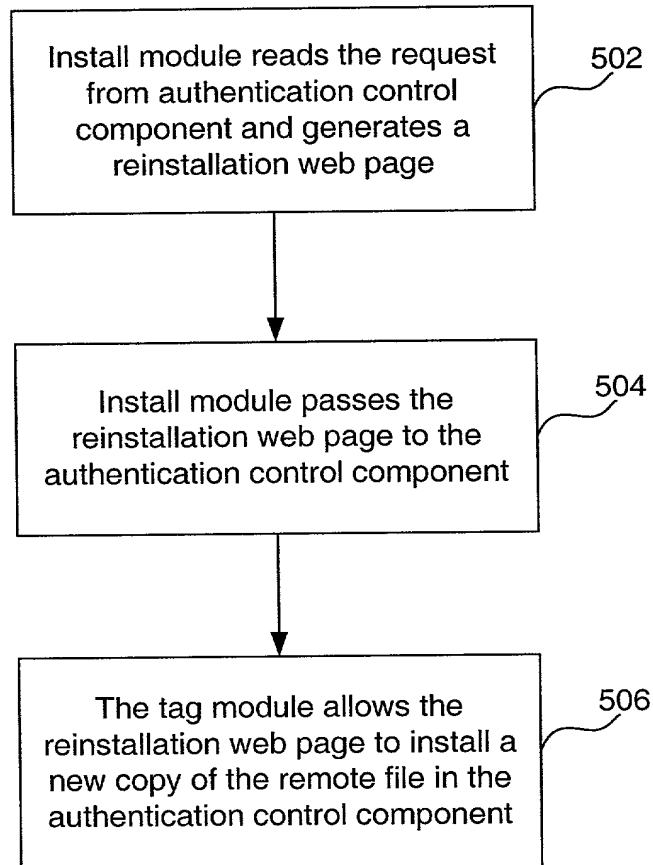 Install module reads the request
from authentication control
component and generates a
reinstallation web page
502
Install module passes the
reinstallation web page to the
authentication control component
504
The tag module allows the
reinstallation web page to install a
new copy of the remote file in the
authentication control component
506